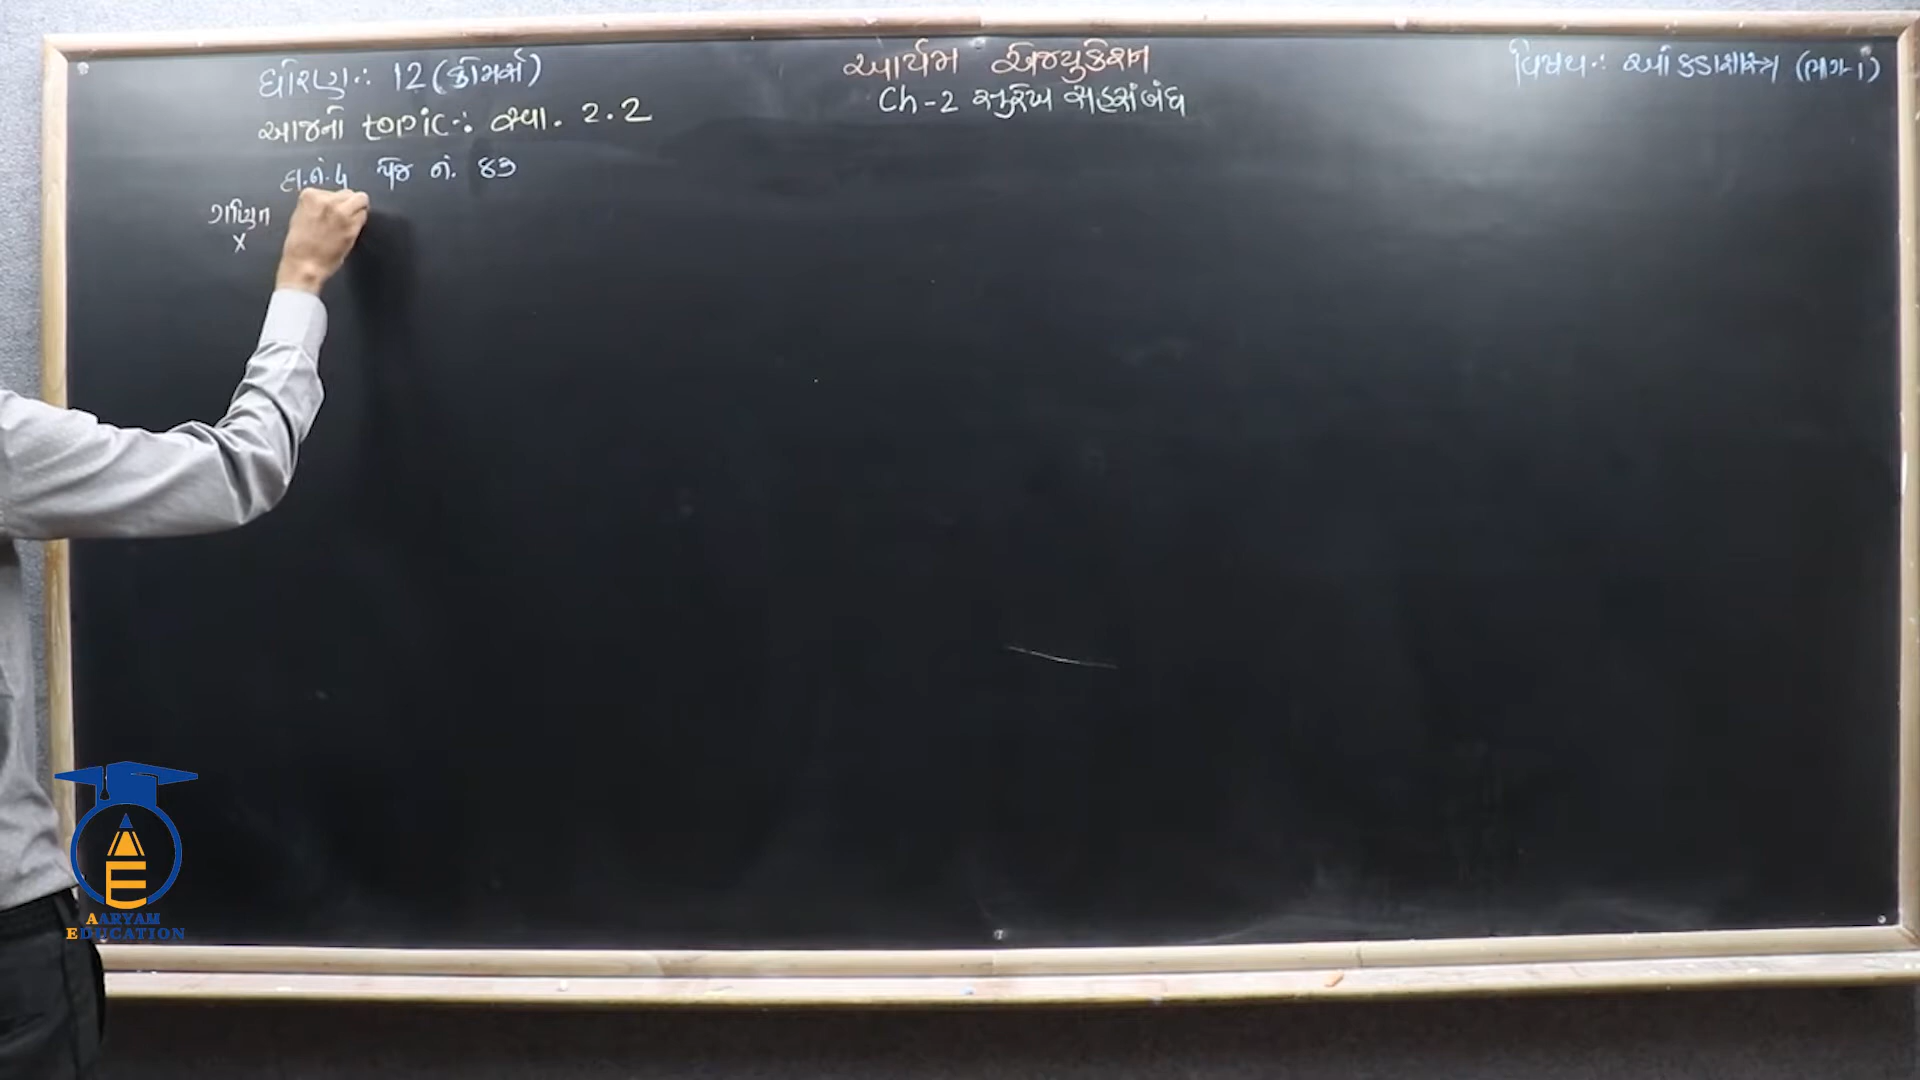 ધોરણ :- 12 (કોમર્સ)
આજનો topic :- સ્વા. 2.2
દા.નં. 5 પેજ નં. 83
ગણિત
X
આર્યમ એજ્યુકેશન
Ch-2 સુરેખ સહસંબંધ
વિષય :- આંકડાશાસ્ત્ર (ભાગ-1)
AARYAM
EDUCATION